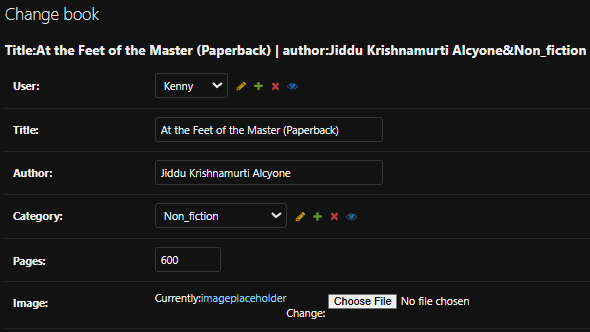 Change book
Title:At the Feet of the Master (Paperback) | author:Jiddu Krishnamurti Alcyone&Non_fiction
User: Kenny
Title: At the Feet of the Master (Paperback)
Author: Jiddu Krishnamurti Alcyone
Category: Non_fiction
Pages: 600
Image: Currently:imageplaceholder
Change: Choose File No file chosen